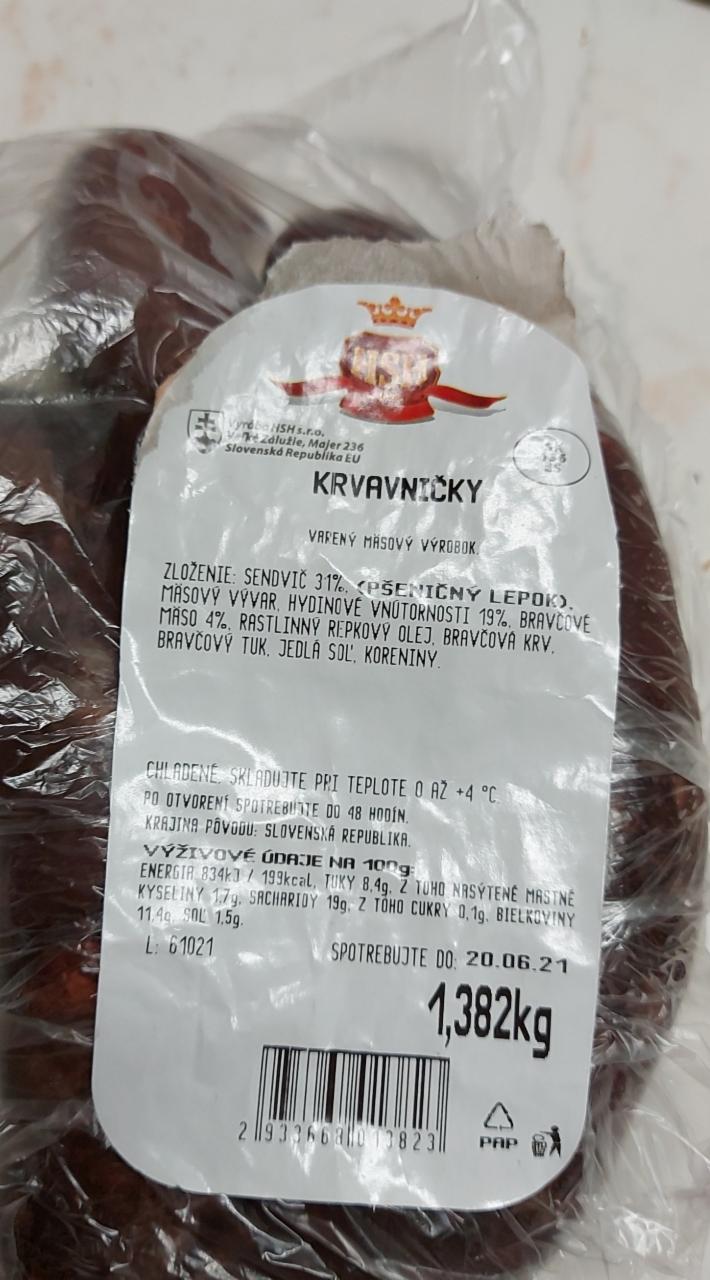 HSH
Výroba HSH s.r.o.
Veľké Zálužie, Majer 236
Slovenská Republika EU
KRVAVNIČKY
VARENÝ MÄSOVÝ VÝROBOK.
ZLOŽENIE: SENDVIČ 31%, (PŠENIČNÝ LEPOK),
MÄSOVÝ VÝVAR, HYDINOVÉ VNÚTORNOSTI 19%, BRAVČOVÉ
MÄSO 4%, RASTLINNÝ REPKOVÝ OLEJ, BRAVČOVÁ KRV,
BRAVČOVÝ TUK, JEDLÁ SOĽ, KORENINY.
CHLADENÉ. SKLADUJTE PRI TEPLOTE 0 AŽ +4 °C.
PO OTVORENÍ SPOTREBUJTE DO 48 HODÍN.
KRAJINA PÔVODU: SLOVENSKÁ REPUBLIKA.
VÝŽIVOVÉ ÚDAJE NA 100g:
ENERGIA 834kJ / 199kcal, TUKY 8,4g, Z TOHO NASÝTENÉ MASTNÉ
KYSELINY 1,7g, SACHARIDY 19g, Z TOHO CUKRY 0,1g, BIELKOVINY
11,4g, SOĽ 1,5g.
L: 61021
SPOTREBUJTE DO: 20.06.21
1,382kg
PAP